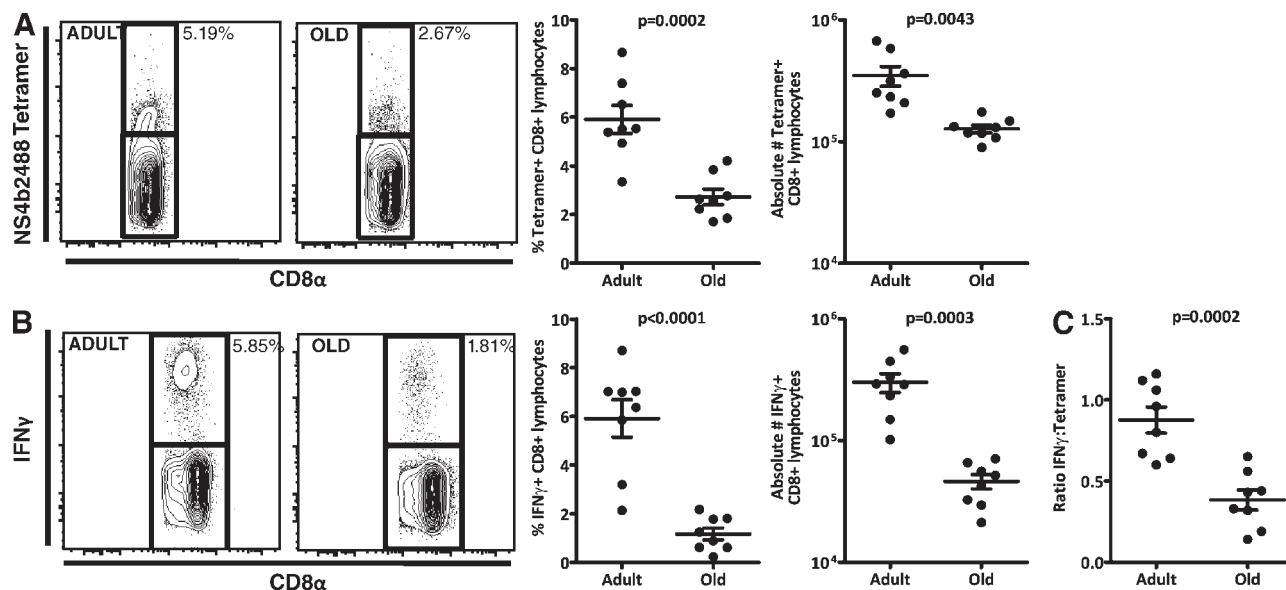 A
ADULT
5.19%
OLD
2.67%
NS4b2488 Tetramer
CD8α
% Tetramer+ CD8+ lymphocytes
10
8
6
4
2
0
p=0.0002
Adult
Old
Absolute # Tetramer+
CD8+ lymphocytes
10⁶
10⁵
10⁴
p=0.0043
Adult
Old
B
ADULT
5.85%
OLD
1.81%
IFNγ
CD8α
% IFNγ+ CD8+ lymphocytes
10
8
6
4
2
0
p<0.0001
Adult
Old
Absolute # IFNγ+
CD8+ lymphocytes
10⁶
10⁵
10⁴
p=0.0003
Adult
Old
C
Ratio IFNγ:Tetramer
1.5
1.0
0.5
0.0
p=0.0002
Adult
Old